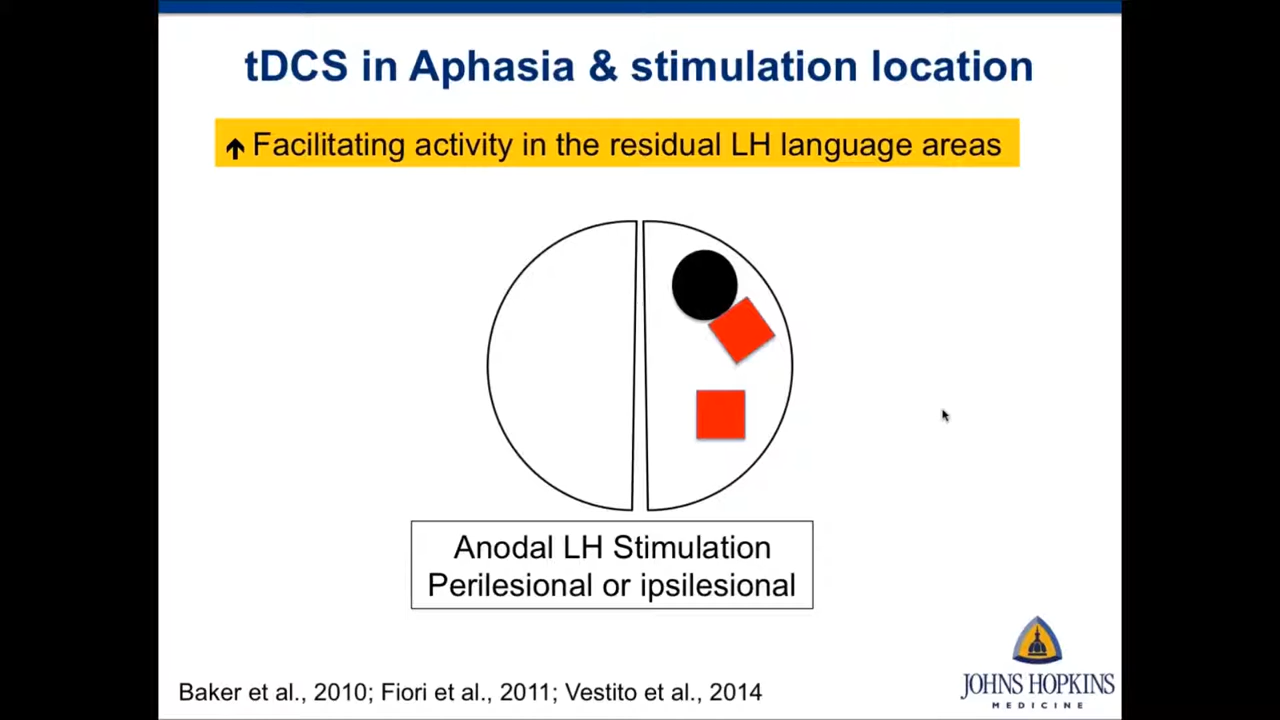 tDCS in Aphasia & stimulation location
↑ Facilitating activity in the residual LH language areas
Anodal LH Stimulation
Perilesional or ipsilesional
Baker et al., 2010; Fiori et al., 2011; Vestito et al., 2014
JOHNS HOPKINS
MEDICINE